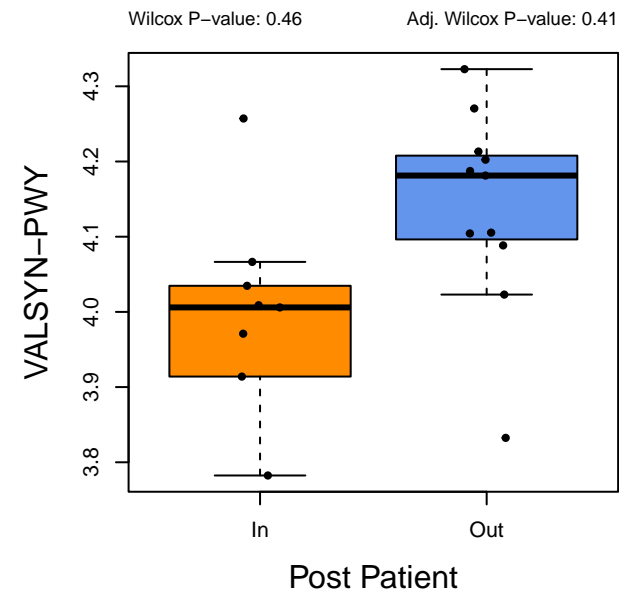 Wilcox P−value: 0.46 Adj. Wilcox P−value: 0.41
VALSYN−PWY
4.3
4.2
4.1
4.0
3.9
3.8
In Out
Post Patient